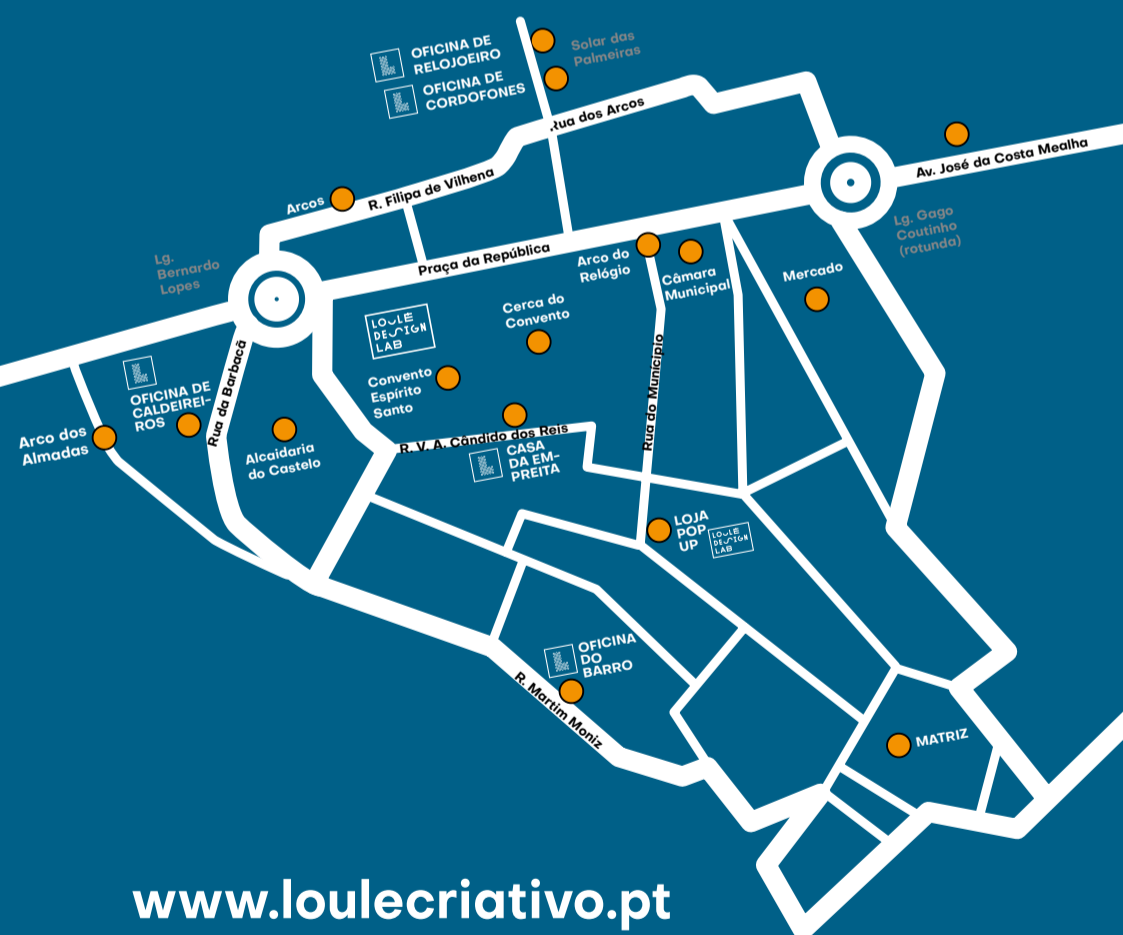 OFICINA DE
RELOJOEIRO
Solar das
Palmeiras
OFICINA DE
CORDOFONES
Rua dos Arcos
Av. José da Costa Mealha
Arcos
R. Filipa de Vilhena
Lg. Gago
Coutinho
(rotunda)
Lg.
Bernardo
Lopes
Praça da República
Arco do
Relógio
Câmara
Municipal
Mercado
LOULÉ
DESIGN
LAB
Cerca do
Convento
Convento
Espírito
Santo
L
OFICINA DE
CALDEIREI-
ROS
Rua da Barbacã
Arco dos
Almadas
Alcaidaria
do Castelo
R. V. A. Cândido dos Reis
CASA
DA EM-
PREITA
Rua do Município
LOJA
POP
UP
LOULÉ
DESIGN
LAB
OFICINA
DO
BARRO
R. Martim Moniz
MATRIZ
www.loulecriativo.pt